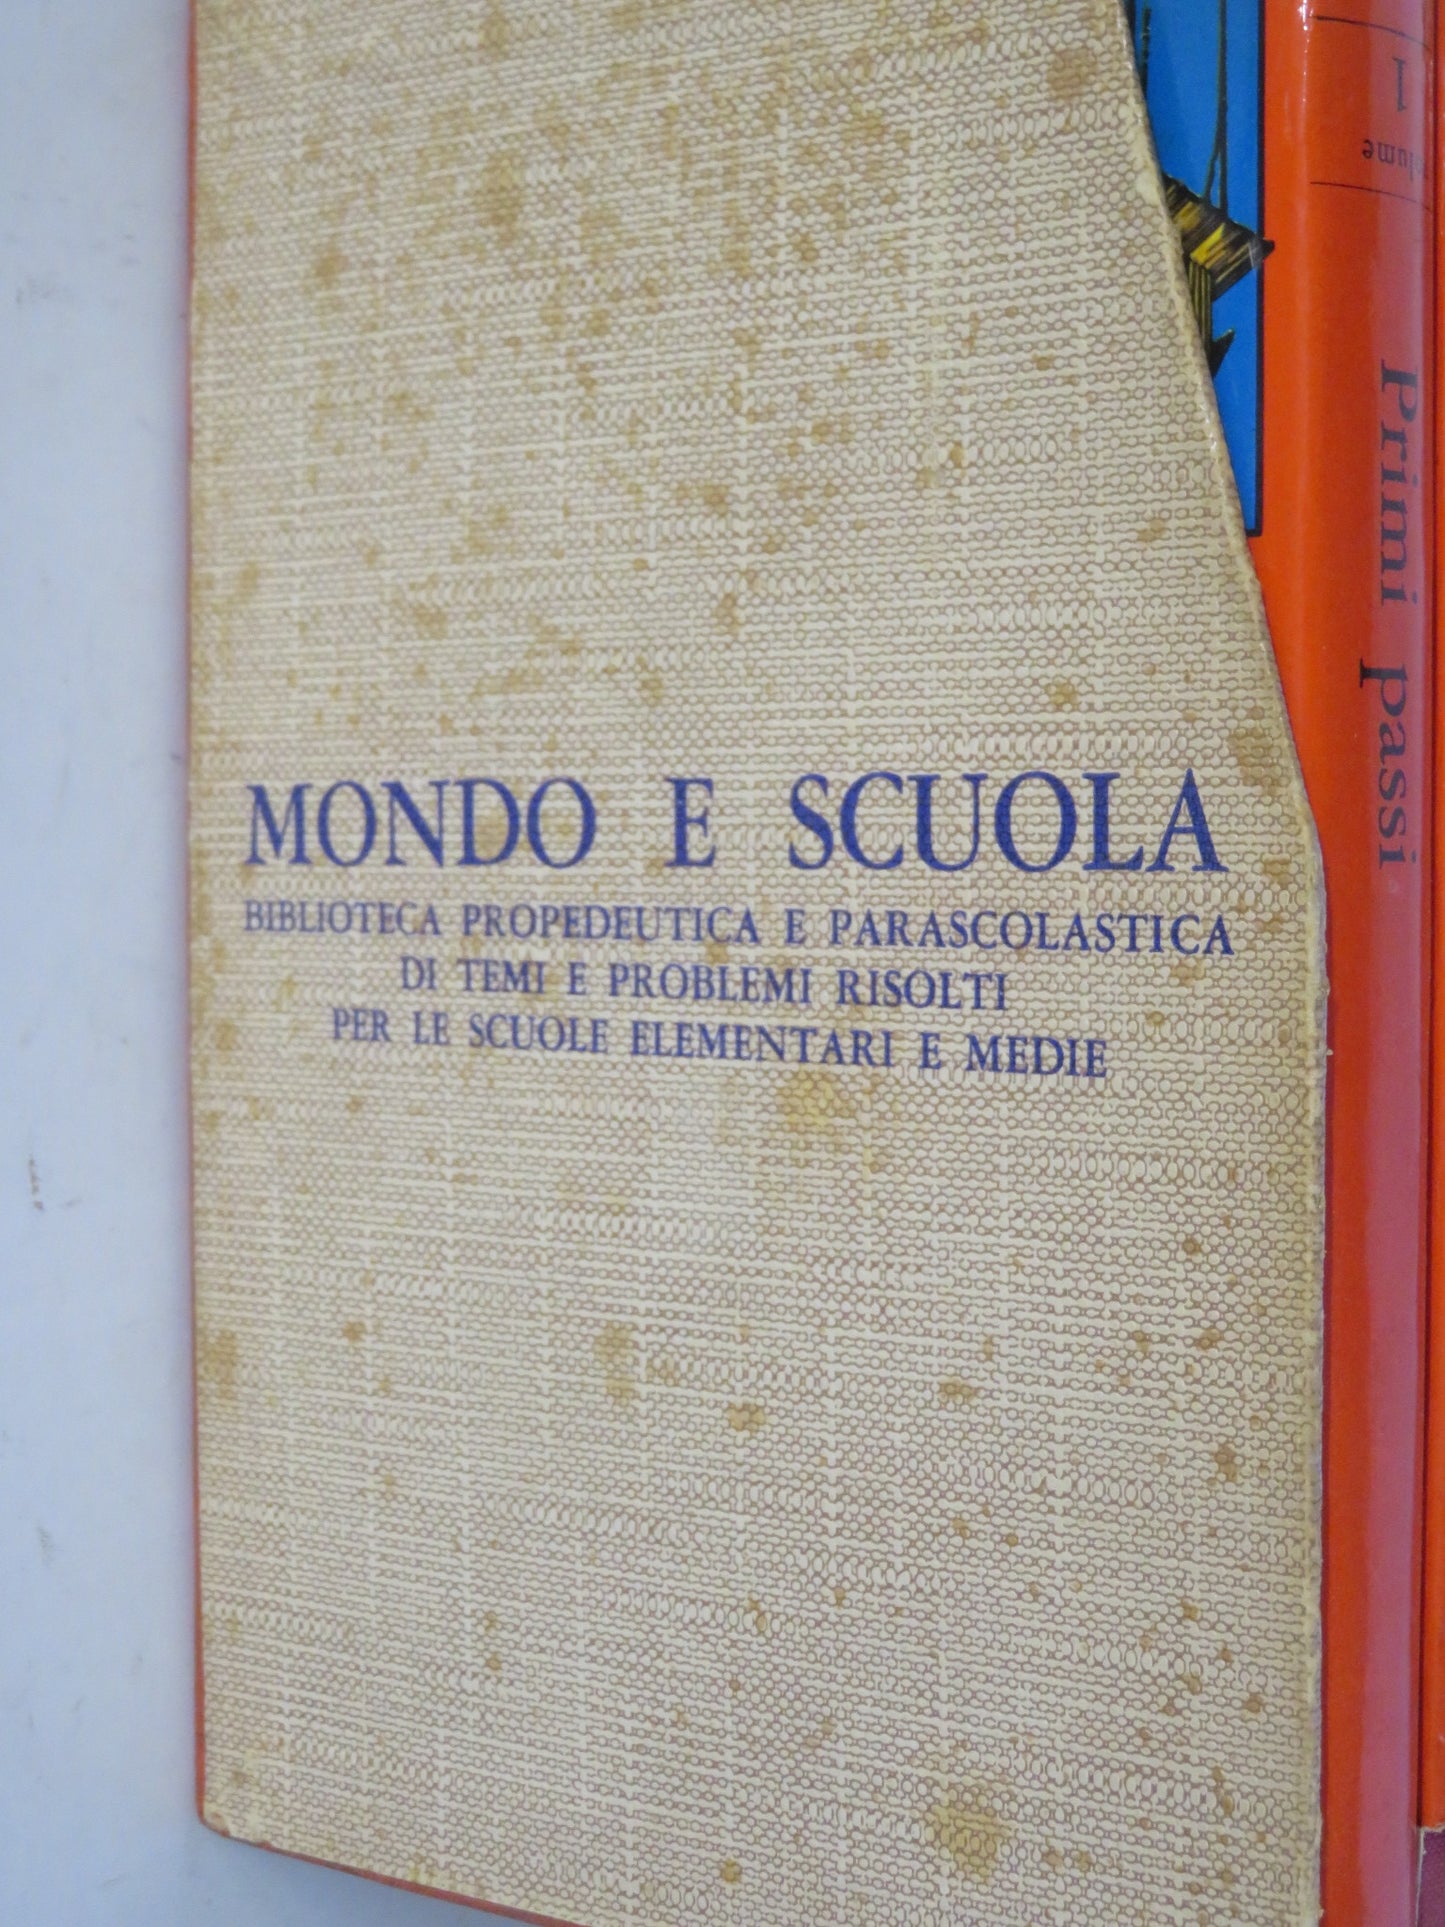 MONDO E SCUOLA
BIBLIOTECA PROPEDEUTICA E PARASCOLASTICA
DI TEMI E PROBLEMI RISOLTI
PER LE SCUOLE ELEMENTARI E MEDIE
Primi passi